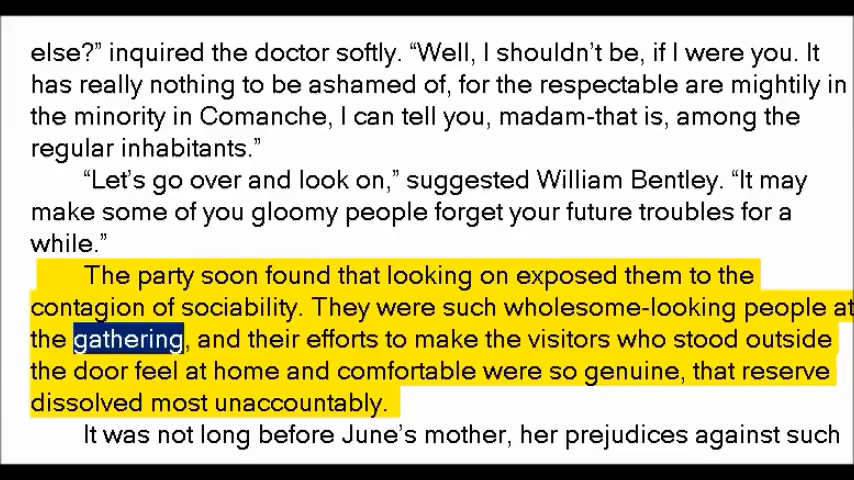 else?” inquired the doctor softly. “Well, I shouldn’t be, if I were you. It
has really nothing to be ashamed of, for the respectable are mightily in
the minority in Comanche, I can tell you, madam-that is, among the
regular inhabitants.”
“Let’s go over and look on,” suggested William Bentley. “It may
make some of you gloomy people forget your future troubles for a
while.”
The party soon found that looking on exposed them to the
contagion of sociability. They were such wholesome-looking people at
the gathering, and their efforts to make the visitors who stood outside
the door feel at home and comfortable were so genuine, that reserve
dissolved most unaccountably.
It was not long before June’s mother, her prejudices against such